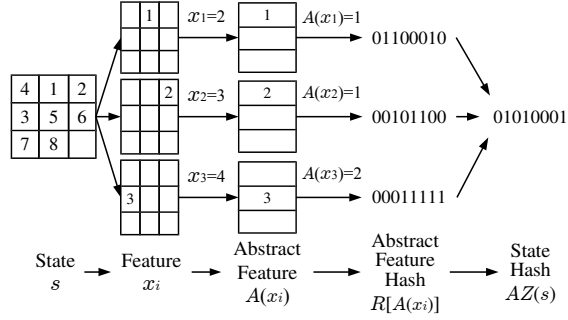 4 1 2
3 5 6
7 8
1
x₁=2
1
A(x₁)=1
01100010
2
x₂=3
2
A(x₂)=1
00101100
01010001
3
x₃=4
3
A(x₃)=2
00011111
State
s
Feature
xᵢ
Abstract
Feature
A(xᵢ)
Abstract
Feature
Hash
R[A(xᵢ)]
State
Hash
AZ(s)